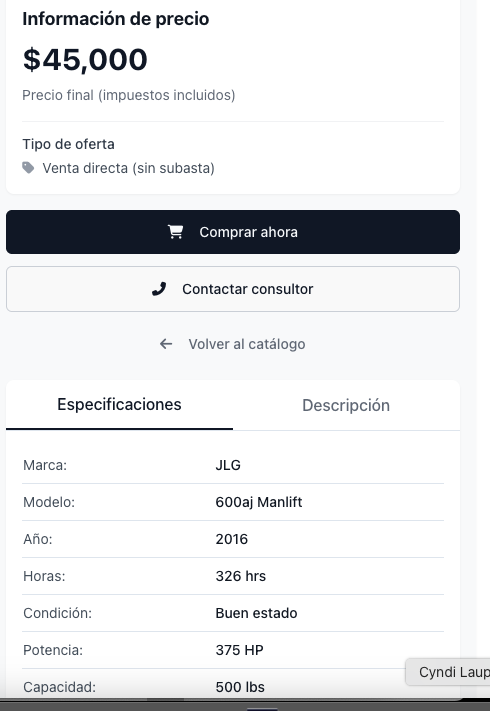 Información de precio
$45,000
Precio final (impuestos incluidos)
Tipo de oferta
Venta directa (sin subasta)
Comprar ahora
Contactar consultor
Volver al catálogo
Especificaciones Descripción
Marca: JLG
Modelo: 600aj Manlift
Año: 2016
Horas: 326 hrs
Condición: Buen estado
Potencia: 375 HP
Cyndi Laup
Capacidad: 500 lbs